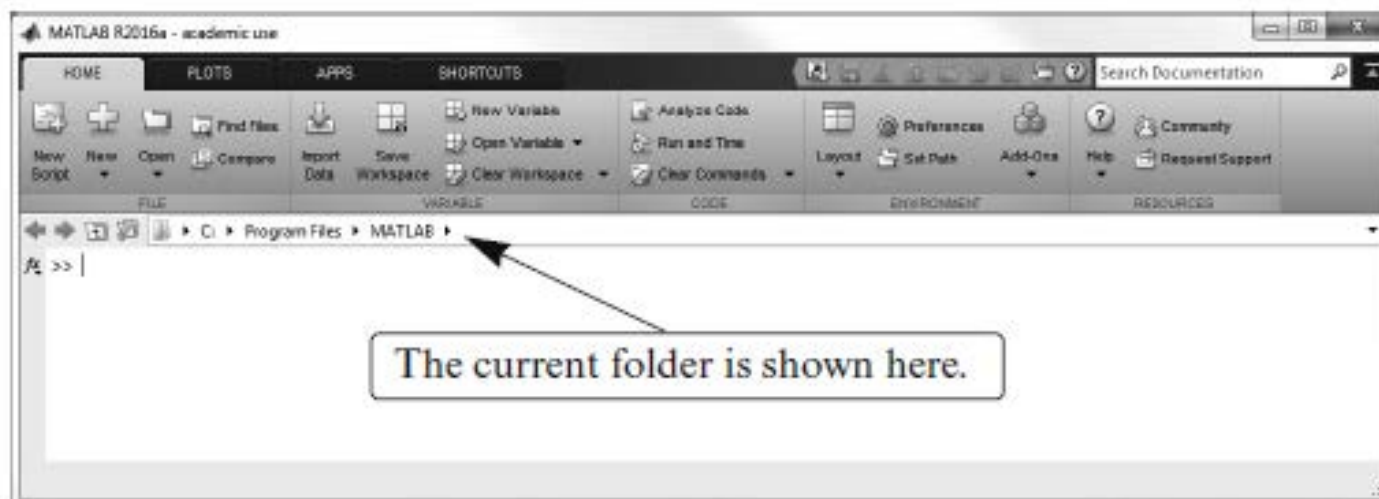 MATLAB R2016a - academic use
HOME PLOTS APPS SHORTCUTS Search Documentation
New Script
New
Open
Find Files
Compare
Import Data
Save Workspace
New Variable
Open Variable
Clear Workspace
Analyze Code
Run and Time
Clear Commands
Layout
Preferences
Set Path
Add-Ons
Help
Community
Request Support
FILE VARIABLE CODE ENVIRONMENT RESOURCES
C: Program Files MATLAB
fx >>
The current folder is shown here.